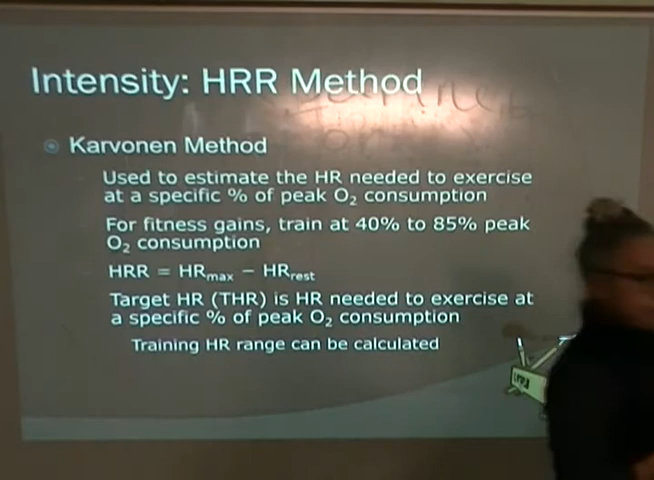 Intensity: HRR Method
Karvonen Method
Used to estimate the HR needed to exercise
at a specific % of peak O₂ consumption
For fitness gains, train at 40% to 85% peak
O₂ consumption
HRR = HRmax − HRrest
Target HR (THR) is HR needed to exercise at
a specific % of peak O₂ consumption
Training HR range can be calculated